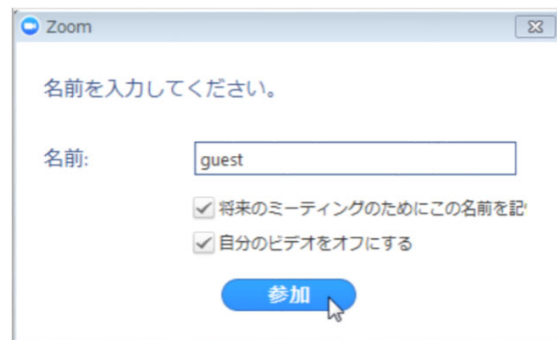 Zoom
名前を入力してください。
名前:
guest
将来のミーティングのためにこの名前を記
自分のビデオをオフにする
参加